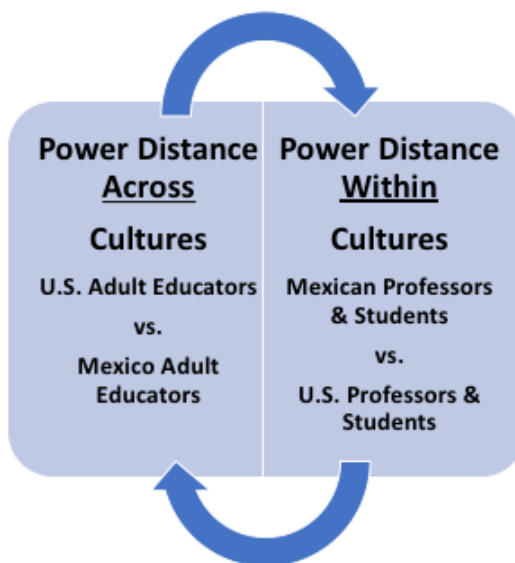 Power Distance
Across
Cultures
U.S. Adult Educators
vs.
Mexico Adult
Educators
Power Distance
Within
Cultures
Mexican Professors
& Students
vs.
U.S. Professors &
Students